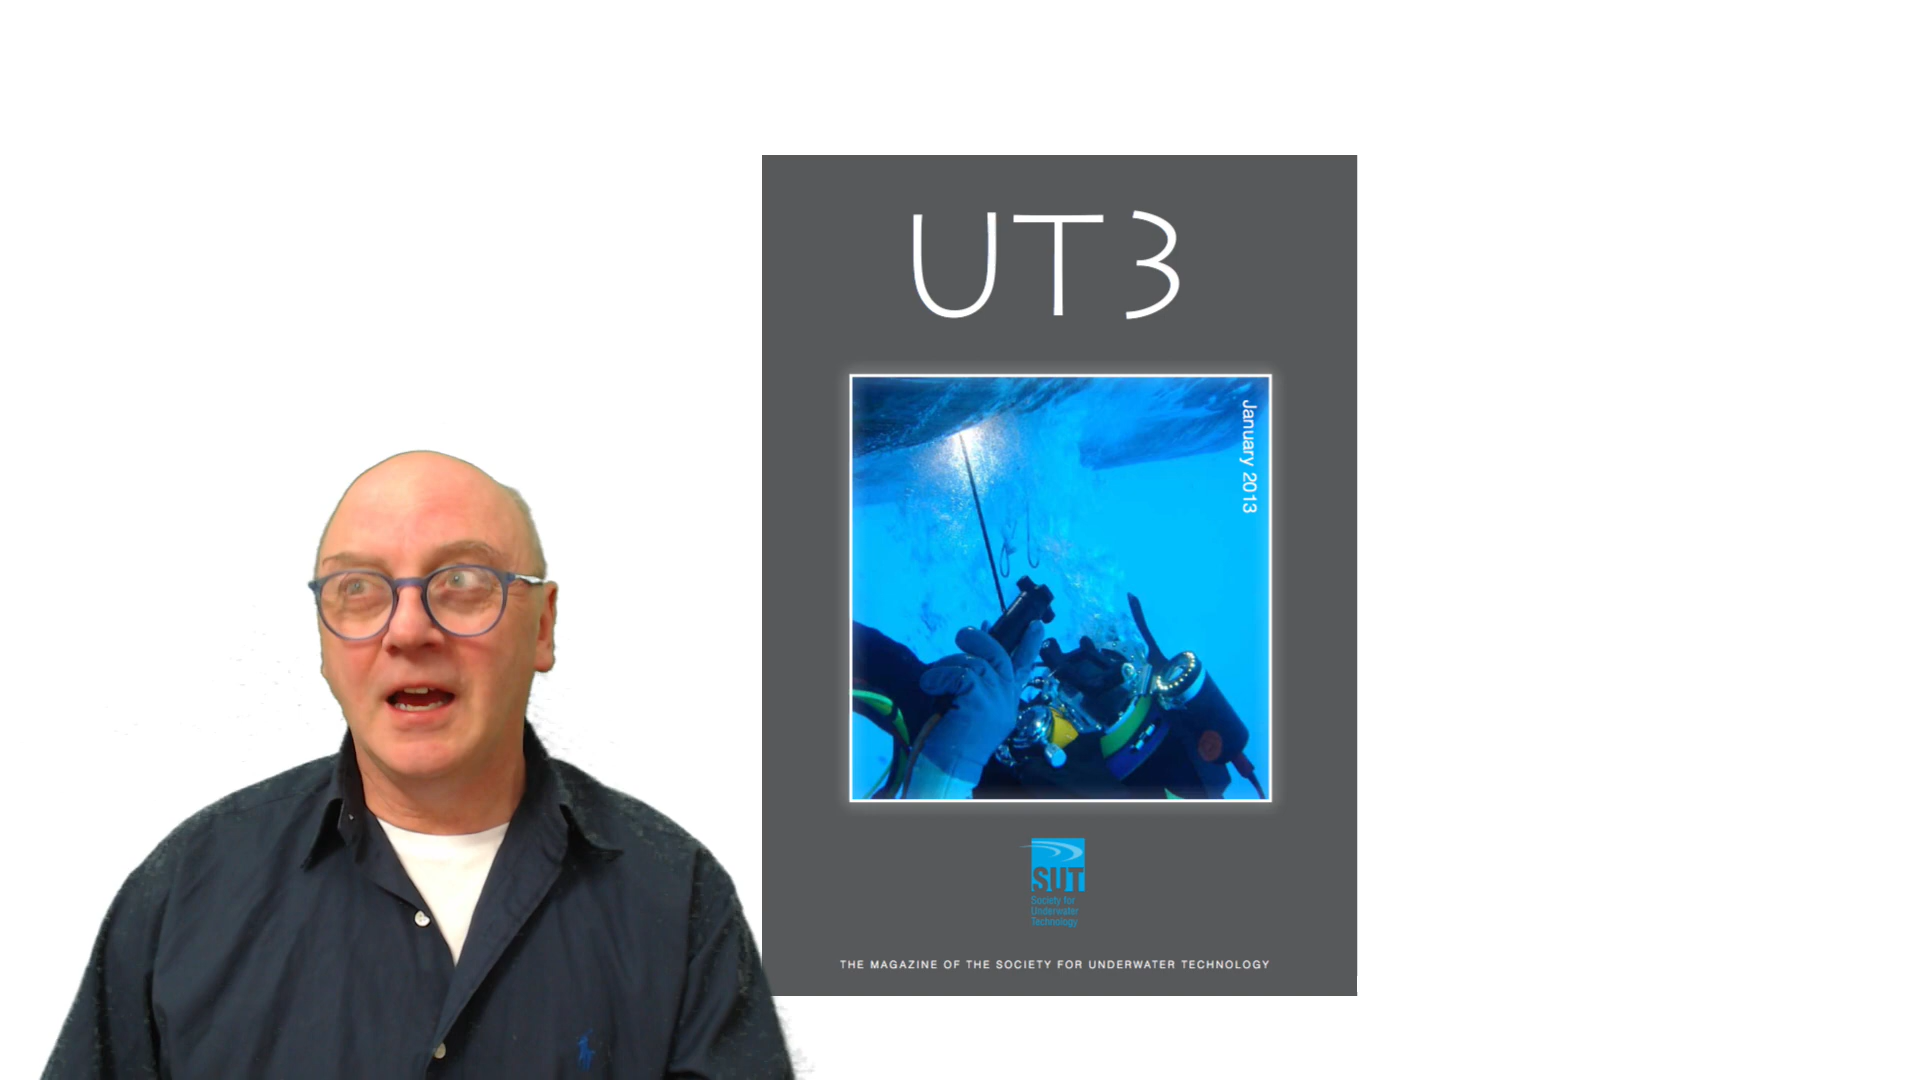 UT3
January 2013
SUT
Society for
Underwater
Technology
THE MAGAZINE OF THE SOCIETY FOR UNDERWATER TECHNOLOGY